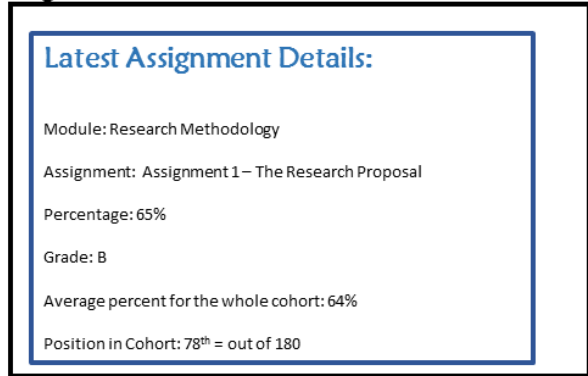 Latest Assignment Details:
Module: Research Methodology
Assignment: Assignment 1 – The Research Proposal
Percentage: 65%
Grade: B
Average percent for the whole cohort: 64%
Position in Cohort: 78th = out of 180